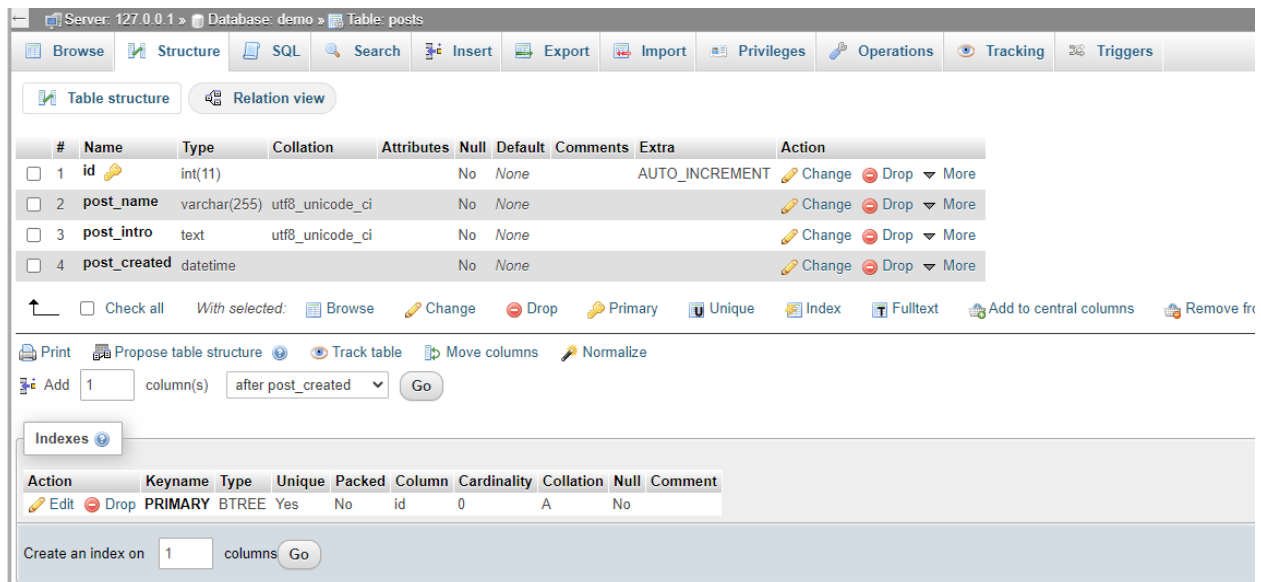 Server: 127.0.0.1 » Database: demo » Table: posts
Browse Structure SQL Search Insert Export Import Privileges Operations Tracking Triggers
Table structure Relation view
# Name Type Collation Attributes Null Default Comments Extra Action
1 id int(11) No None AUTO_INCREMENT Change Drop More
2 post_name varchar(255) utf8_unicode_ci No None Change Drop More
3 post_intro text utf8_unicode_ci No None Change Drop More
4 post_created datetime No None Change Drop More
Check all With selected: Browse Change Drop Primary Unique Index Fulltext Add to central columns Remove fro
Print Propose table structure Track table Move columns Normalize
Add 1 column(s) after post_created Go
Indexes
Action Keyname Type Unique Packed Column Cardinality Collation Null Comment
Edit Drop PRIMARY BTREE Yes No id 0 A No
Create an index on 1 columns Go